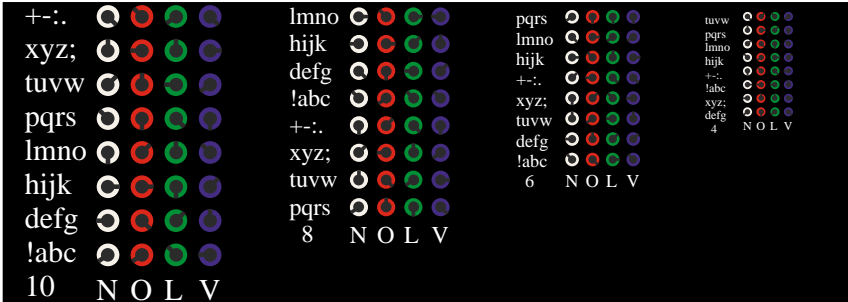 +-:.
xyz;
tuvw
pqrs
lmno
hijk
defg
!abc
10 N O L V
lmno
hijk
defg
!abc
+-:.
xyz;
tuvw
pqrs
8 N O L V
pqrs
lmno
hijk
+-:.
xyz;
tuvw
defg
!abc
6 N O L V
tuvw
pqrs
lmno
hijk
+-:.
!abc
xyz;
defg
4 N O L V